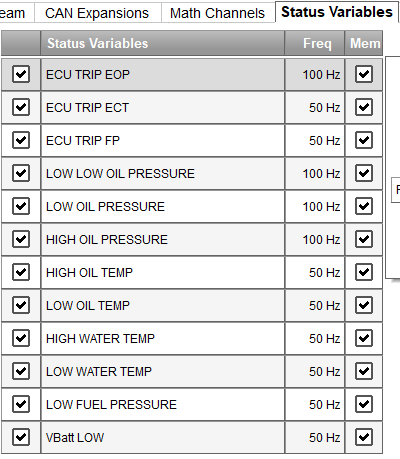 eam CAN Expansions Math Channels Status Variables
Status Variables Freq Mem
ECU TRIP EOP 100 Hz
ECU TRIP ECT 50 Hz
ECU TRIP FP 50 Hz
LOW LOW OIL PRESSURE 100 Hz
LOW OIL PRESSURE 100 Hz
HIGH OIL PRESSURE 100 Hz
HIGH OIL TEMP 50 Hz
LOW OIL TEMP 50 Hz
HIGH WATER TEMP 50 Hz
LOW WATER TEMP 50 Hz
LOW FUEL PRESSURE 50 Hz
VBatt LOW 50 Hz